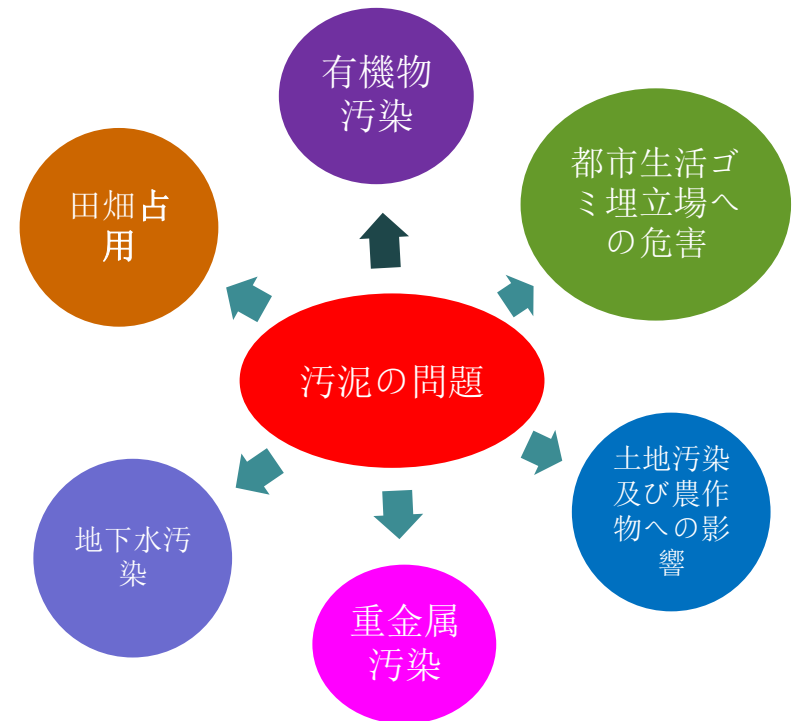 有機物
汚染
都市生活ゴ
ミ埋立場へ
の危害
田畑占
用
汚泥の問題
土地汚染
及び農作
物への影
響
地下水汚
染
重金属
汚染